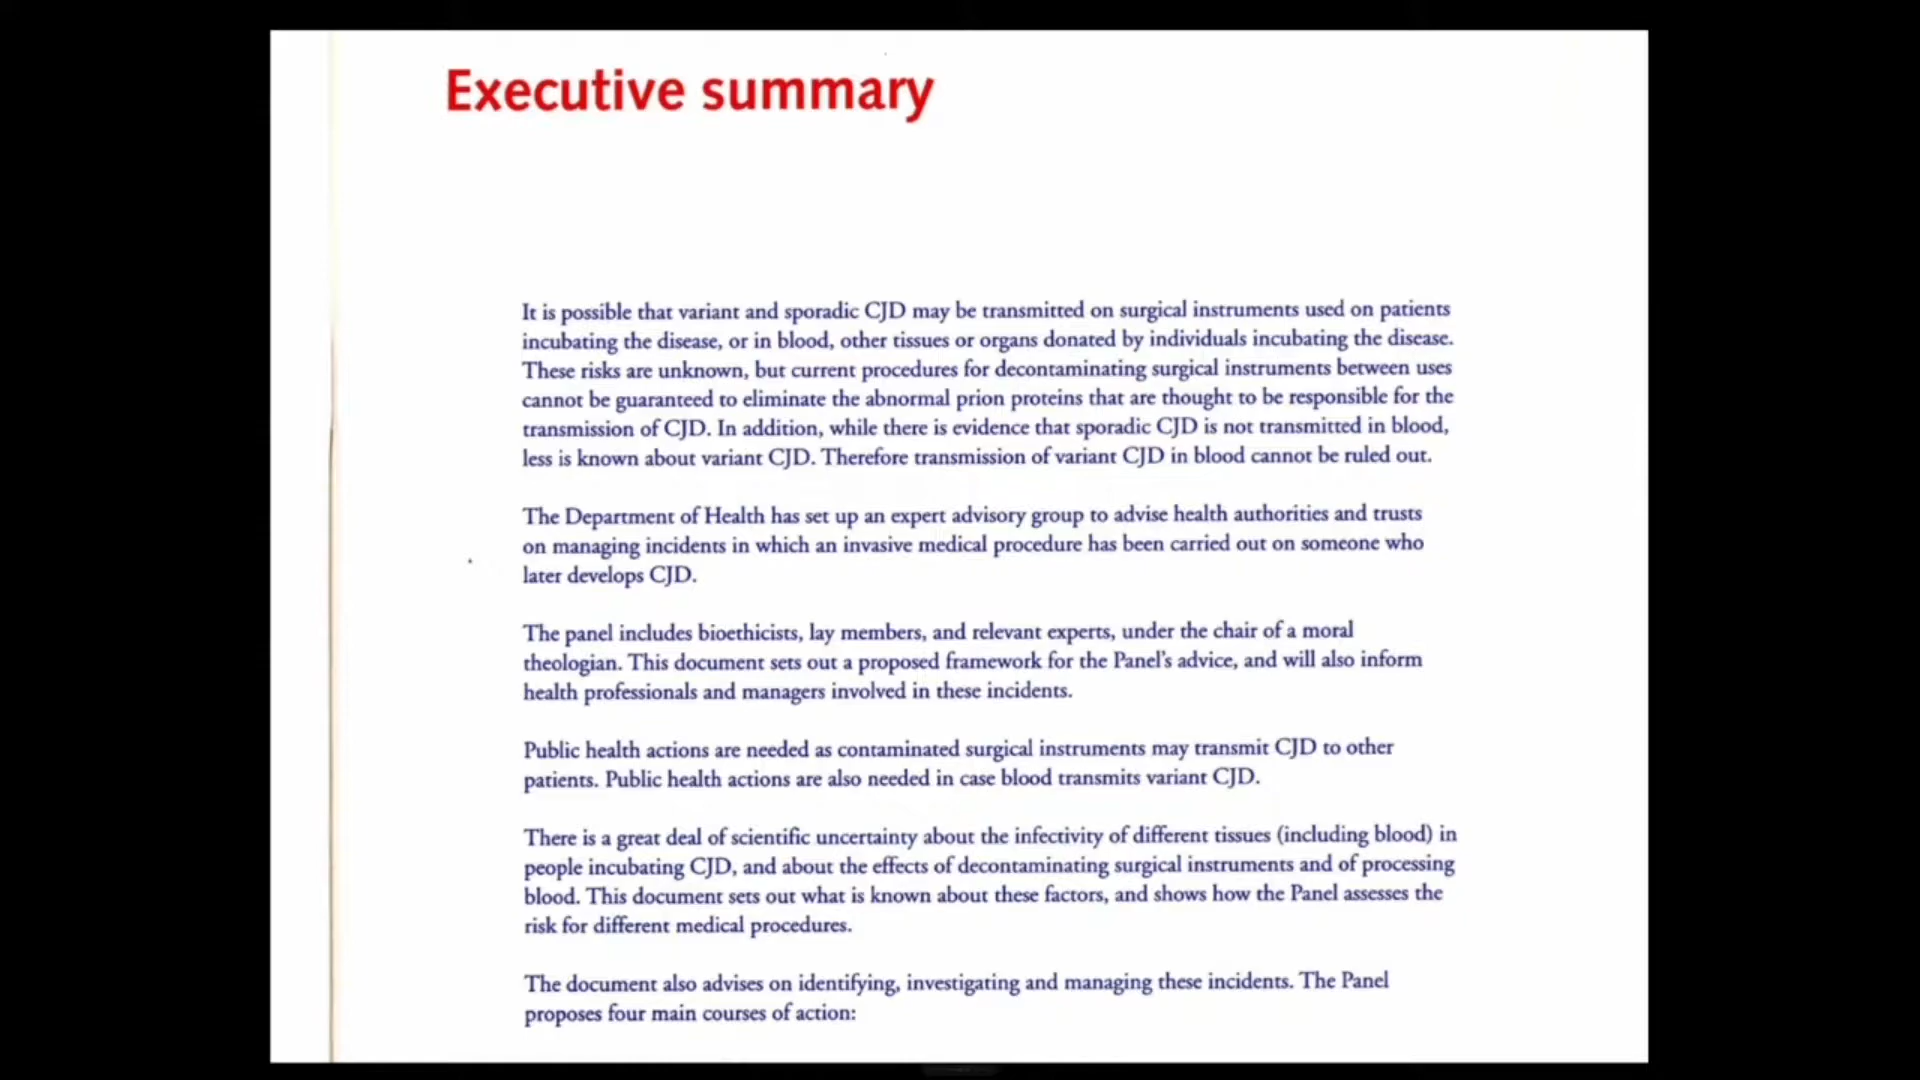 Executive summary
It is possible that variant and sporadic CJD may be transmitted on surgical instruments used on patients
incubating the disease, or in blood, other tissues or organs donated by individuals incubating the disease.
These risks are unknown, but current procedures for decontaminating surgical instruments between uses
cannot be guaranteed to eliminate the abnormal prion proteins that are thought to be responsible for the
transmission of CJD. In addition, while there is evidence that sporadic CJD is not transmitted in blood,
less is known about variant CJD. Therefore transmission of variant CJD in blood cannot be ruled out.
The Department of Health has set up an expert advisory group to advise health authorities and trusts
on managing incidents in which an invasive medical procedure has been carried out on someone who
later develops CJD.
The panel includes bioethicists, lay members, and relevant experts, under the chair of a moral
theologian. This document sets out a proposed framework for the Panel's advice, and will also inform
health professionals and managers involved in these incidents.
Public health actions are needed as contaminated surgical instruments may transmit CJD to other
patients. Public health actions are also needed in case blood transmits variant CJD.
There is a great deal of scientific uncertainty about the infectivity of different tissues (including blood) in
people incubating CJD, and about the effects of decontaminating surgical instruments and of processing
blood. This document sets out what is known about these factors, and shows how the Panel assesses the
risk for different medical procedures.
The document also advises on identifying, investigating and managing these incidents. The Panel
proposes four main courses of action: